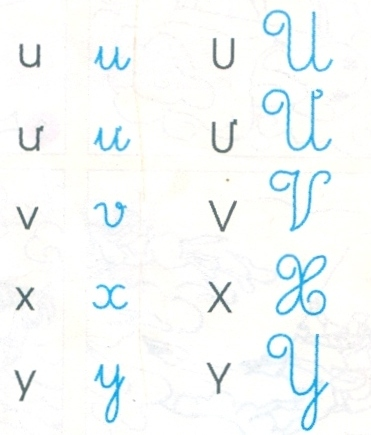 u u U U
ư ư Ư Ư
v v V V
x x X X
y y Y Y